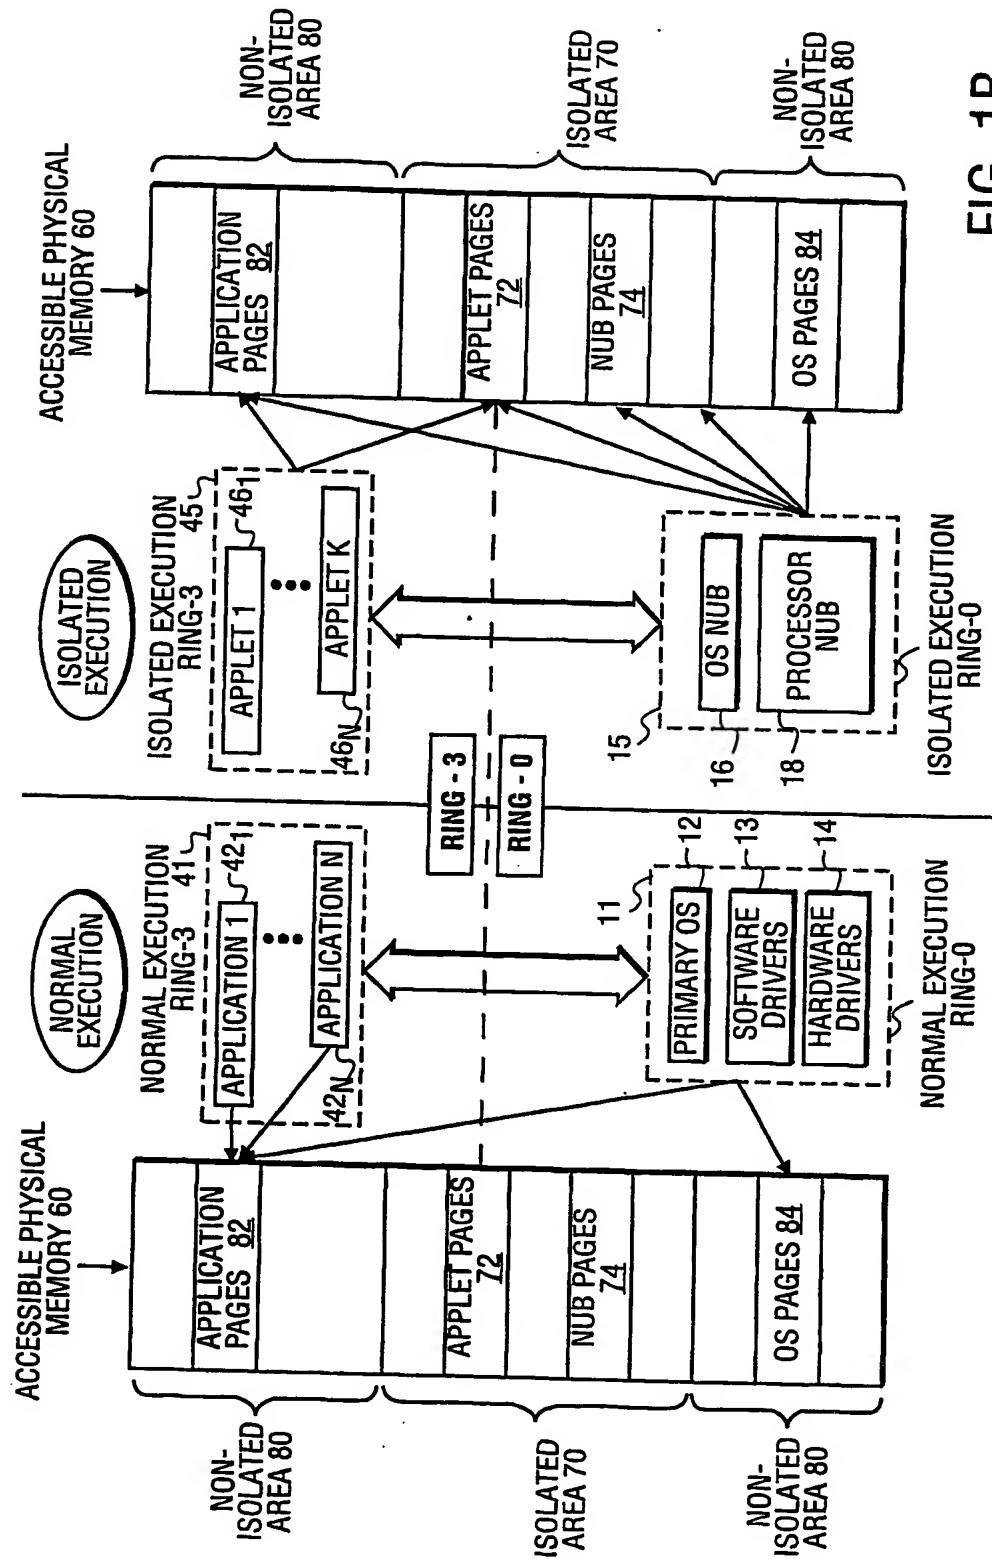 ACCESSIBLE PHYSICAL
MEMORY 60
NORMAL
EXECUTION
ISOLATED
EXECUTION
ACCESSIBLE PHYSICAL
MEMORY 60
NON-
ISOLATED
AREA 80
APPLICATION
PAGES 82
NORMAL EXECUTION
RING-3
41
APPLICATION 1
42₁
APPLICATION N
42N
ISOLATED EXECUTION
RING-3
45
APPLET 1
46₁
APPLET K
46N
APPLICATION
PAGES 82
NON-
ISOLATED
AREA 80
ISOLATED
AREA 70
APPLET PAGES
72
NUB PAGES
74
RING - 3
RING - 0
APPLET PAGES
72
NUB PAGES
74
ISOLATED
AREA 70
NON-
ISOLATED
AREA 80
OS PAGES 84
11
PRIMARY OS
12
SOFTWARE
DRIVERS
13
HARDWARE
DRIVERS
14
NORMAL EXECUTION
RING-0
15
OS NUB
16
PROCESSOR
NUB
18
ISOLATED EXECUTION
RING-0
OS PAGES 84
NON-
ISOLATED
AREA 80
FIG. 1B